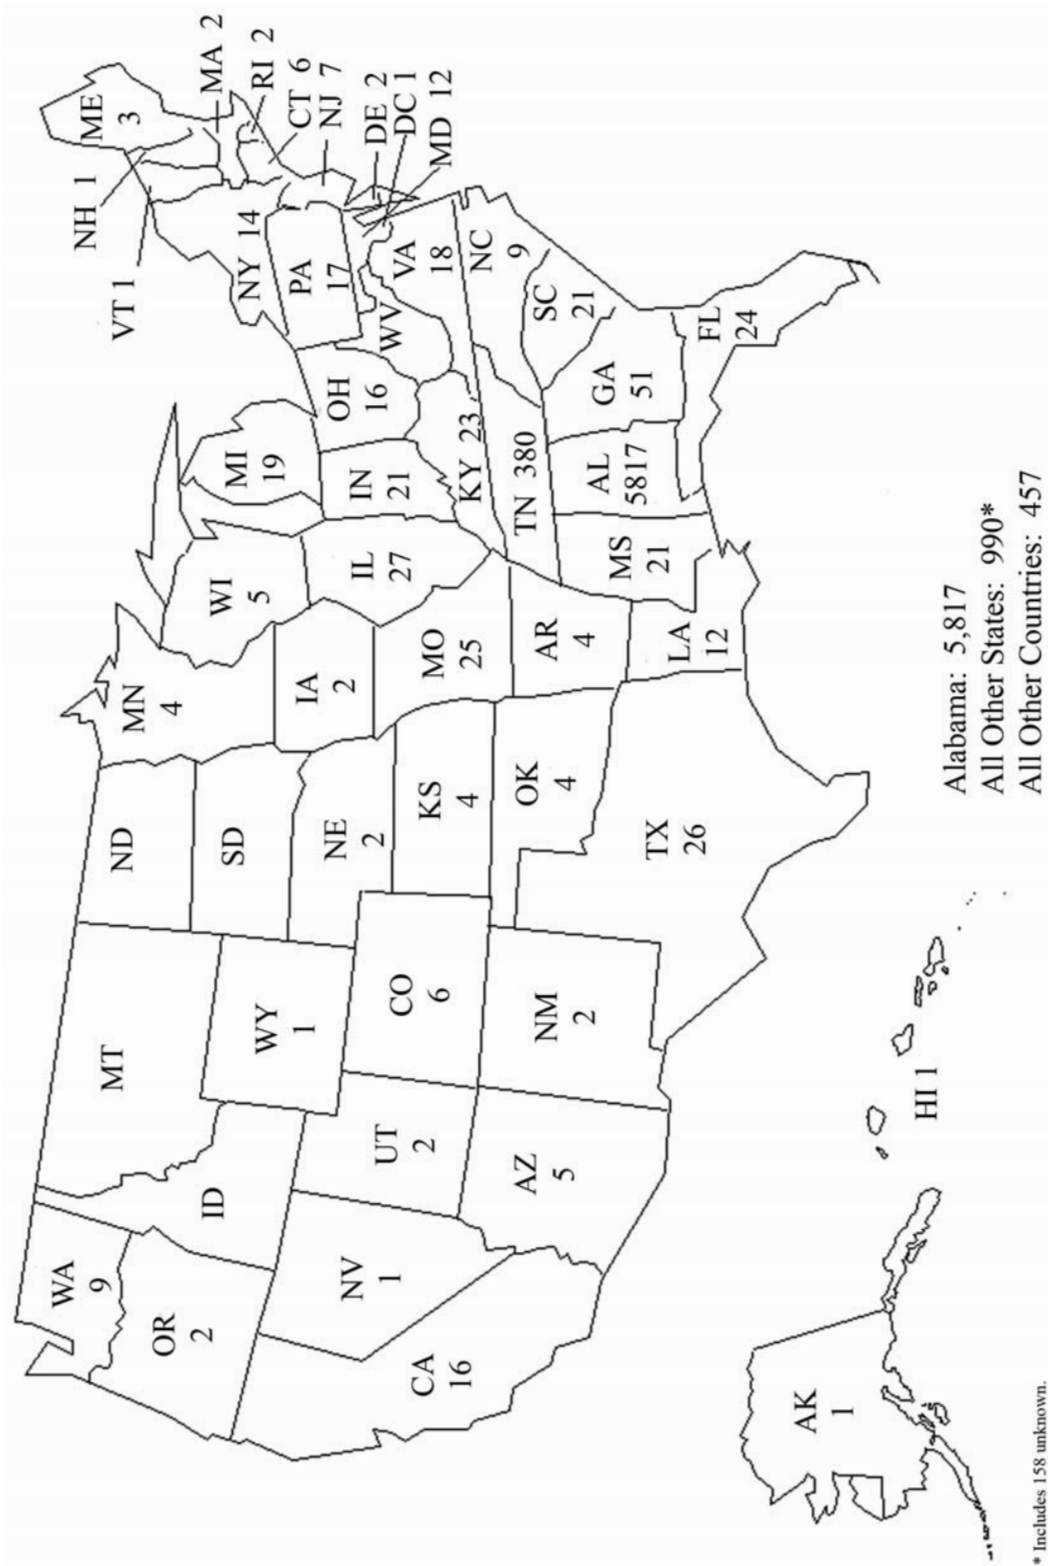 WA
9
OR
2
CA
16
NV
1
ID
MT
WY
1
UT
2
AZ
5
CO
6
NM
2
ND
SD
NE
2
KS
4
OK
4
TX
26
MN
4
IA
2
MO
25
AR
4
LA
12
WI
5
IL
27
MS
21
MI
19
IN
21
KY 23
TN 380
AL
5817
OH
16
WV
GA
51
FL
24
SC
21
NC
9
VA
18
PA
17
NY 14
VT 1
NH 1
ME
3
MA 2
RI 2
CT 6
NJ 7
DE 2
DC 1
MD 12
AK
1
HI 1
Alabama: 5,817
All Other States: 990*
All Other Countries: 457
* Includes 158 unknown.